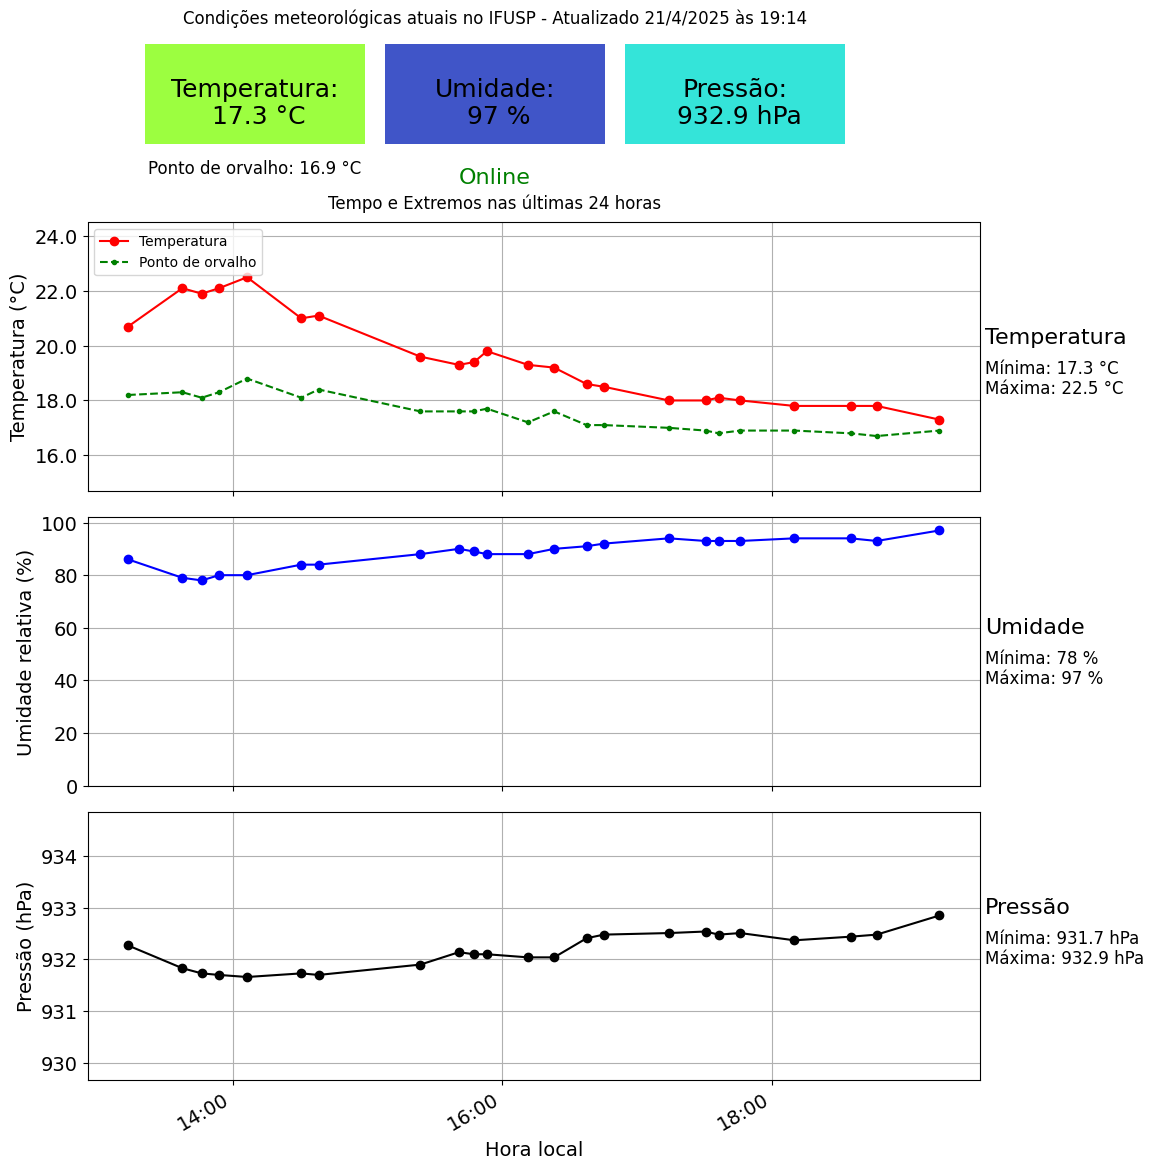 Condições meteorológicas atuais no IFUSP - Atualizado 21/4/2025 às 19:14
Temperatura:
17.3 °C
Umidade:
97 %
Pressão:
932.9 hPa
Ponto de orvalho: 16.9 °C
Online
Tempo e Extremos nas últimas 24 horas
Temperatura (°C)
24.0
22.0
20.0
18.0
16.0
Temperatura
Ponto de orvalho
Temperatura
Mínima: 17.3 °C
Máxima: 22.5 °C
Umidade relativa (%)
100
80
60
40
20
0
Umidade
Mínima: 78 %
Máxima: 97 %
Pressão (hPa)
934
933
932
931
930
Pressão
Mínima: 931.7 hPa
Máxima: 932.9 hPa
14:00
16:00
18:00
Hora local